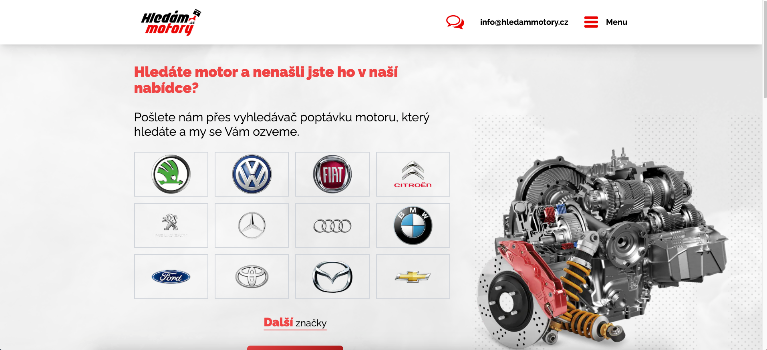 Hledám
motory
info@hledammotory.cz
Menu
Hledáte motor a nenašli jste ho v naší
nabídce?
Pošlete nám přes vyhledávač poptávku motoru, který
hledáte a my se Vám ozveme.
FIAT
CITROËN
BMW
Ford
Další značky